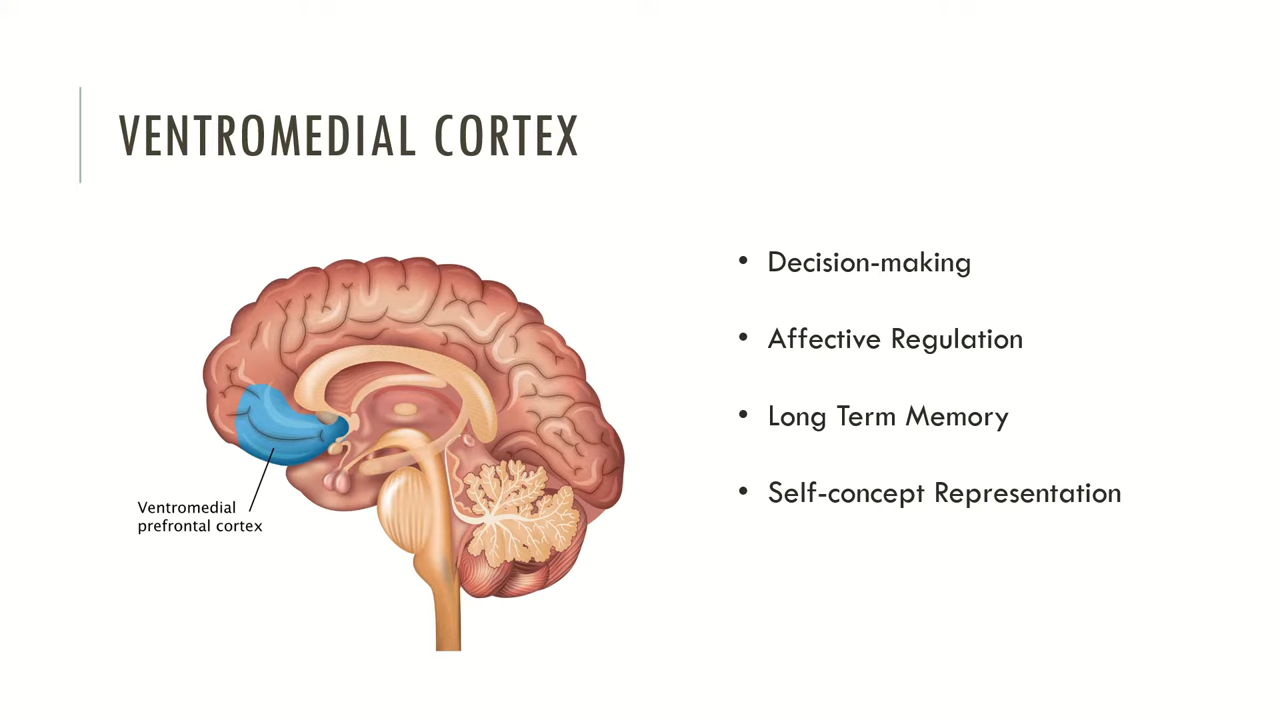 VENTROMEDIAL CORTEX
Ventromedial
prefrontal cortex
• Decision-making
• Affective Regulation
• Long Term Memory
• Self-concept Representation